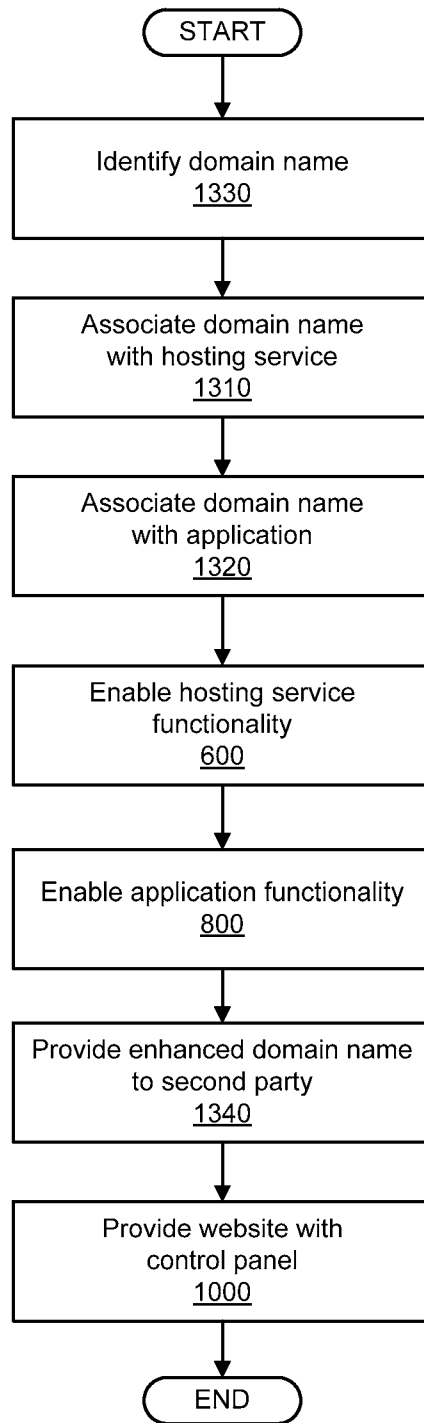 START
Identify domain name
1330
Associate domain name
with hosting service
1310
Associate domain name
with application
1320
Enable hosting service
functionality
600
Enable application functionality
800
Provide enhanced domain name
to second party
1340
Provide website with
control panel
1000
END